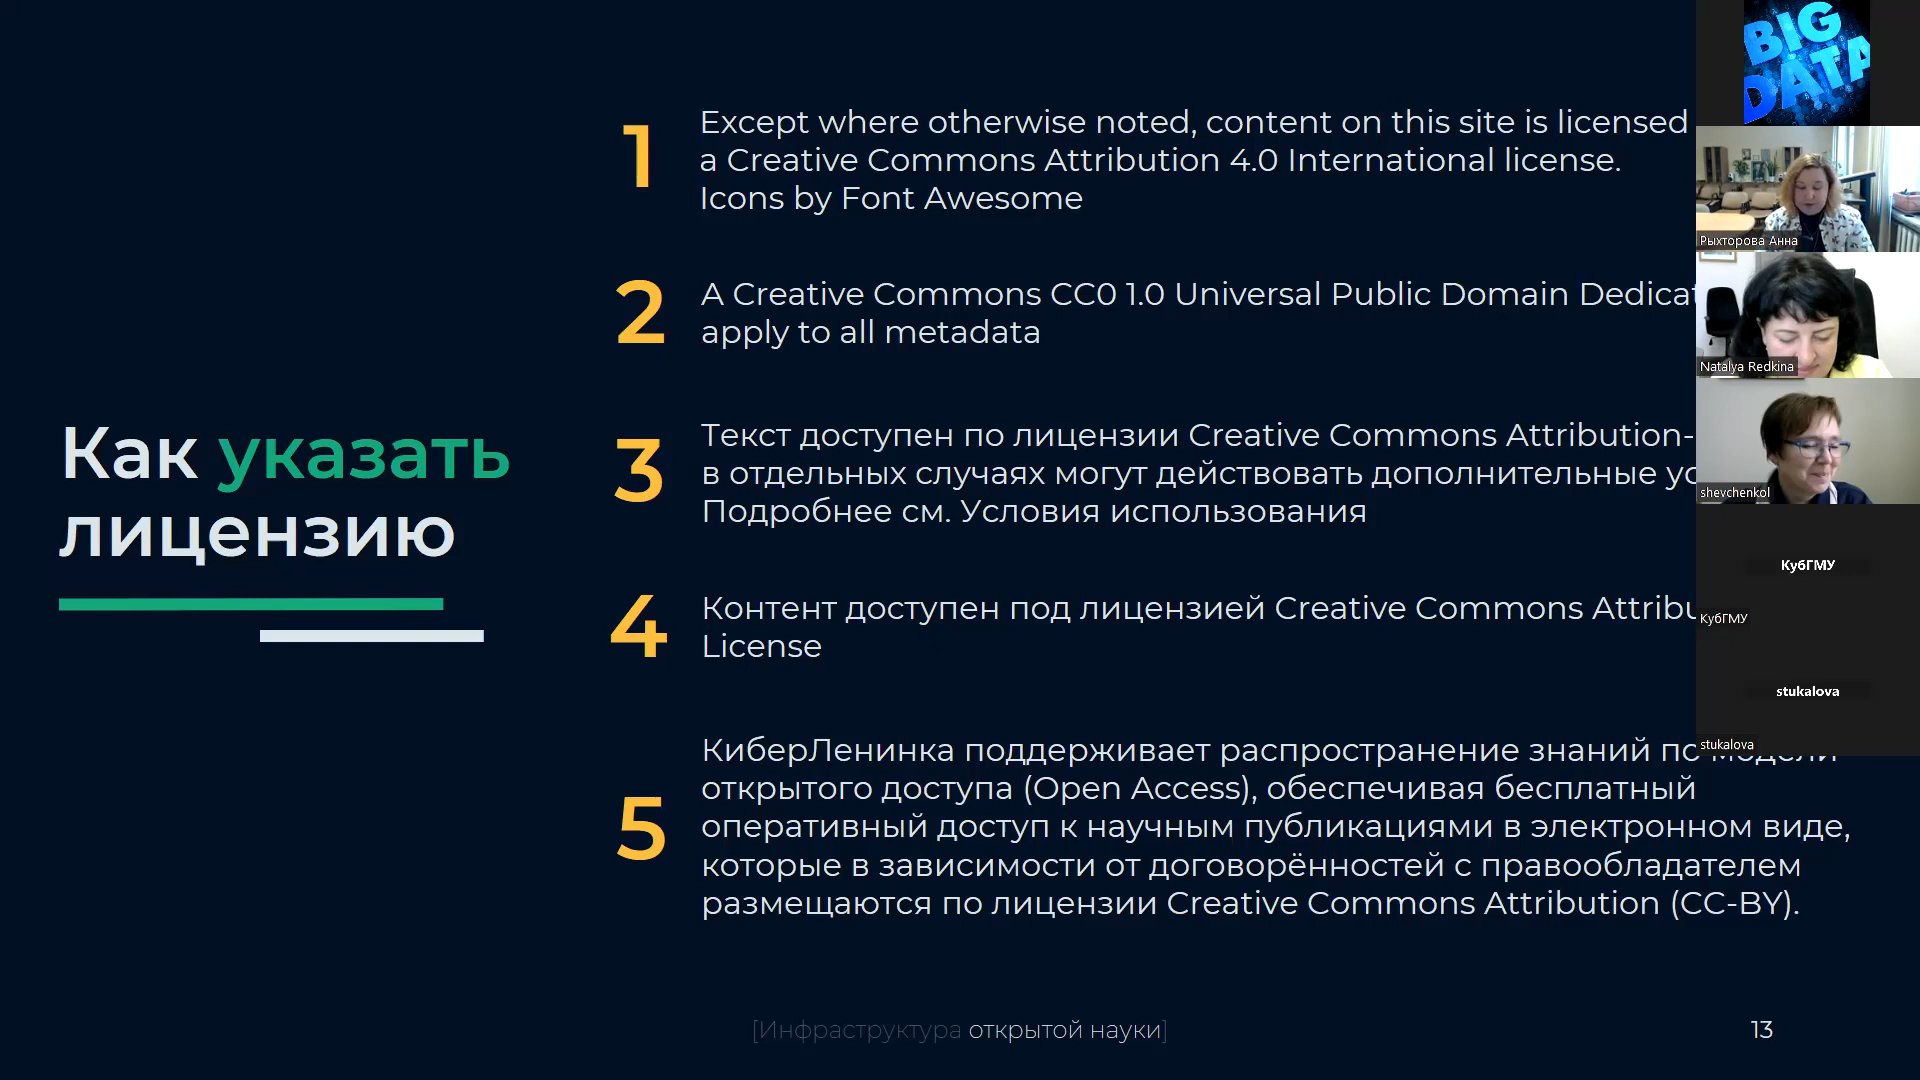 Как указать
лицензию
1
Except where otherwise noted, content on this site is licensed
a Creative Commons Attribution 4.0 International license.
Icons by Font Awesome
2
A Creative Commons CC0 1.0 Universal Public Domain
apply to all metadata
3
Текст доступен по лицензии Creative Commons Attribution-
в отдельных случаях могут действовать дополнительные
Подробнее см. Условия использования
4
Контент доступен под лицензией Creative Commons
License
5
КиберЛенинка поддерживает распространение знаний по модели
открытого доступа (Open Access), обеспечивая бесплатный
оперативный доступ к научным публикациями в электронном виде,
которые в зависимости от договорённостей с правообладателем
размещаются по лицензии Creative Commons Attribution (CC-BY).
[Инфраструктура открытой науки]
13
BIG
DATA
Рыхторова Анна
Natalya Redkina
shevchenkol
КубГМУ
КубГМУ
stukalova
stukalova